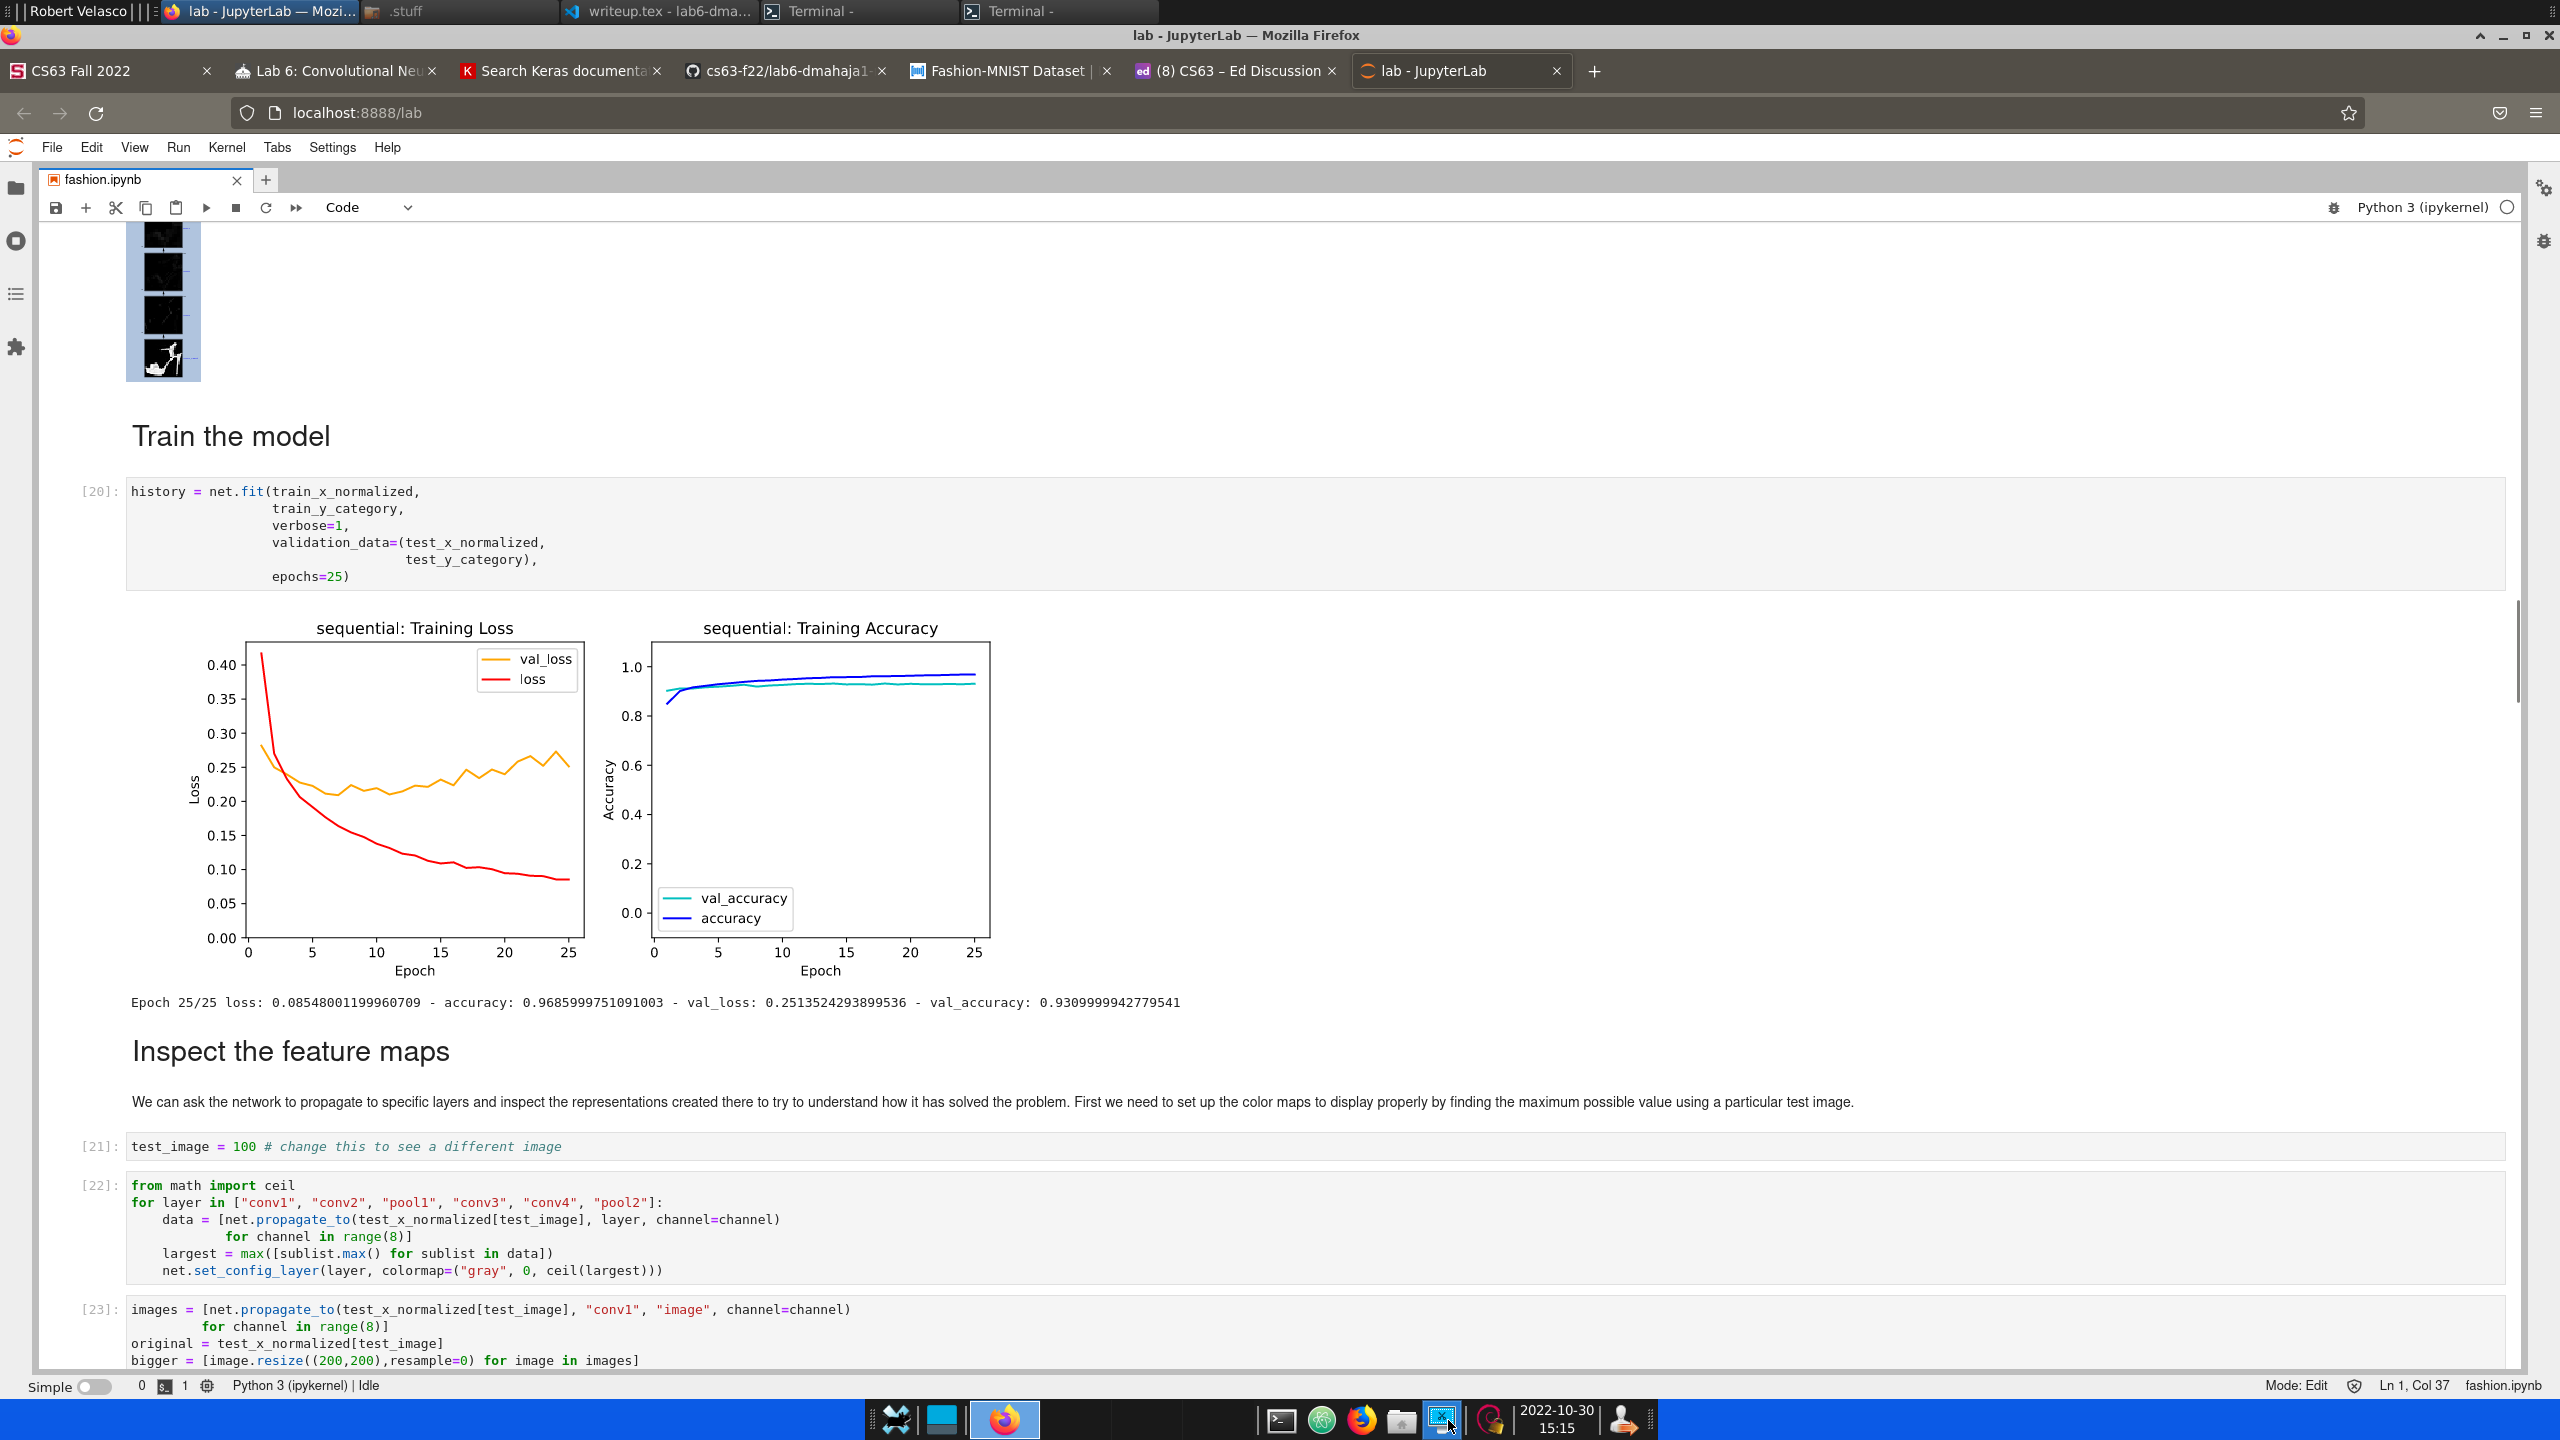 Robert Velasco
lab - JupyterLab — Mozi...
.stuff
writeup.tex - lab6-dma...
Terminal -
Terminal -
lab - JupyterLab — Mozilla Firefox
CS63 Fall 2022
Lab 6: Convolutional Neu
Search Keras documenta
cs63-f22/lab6-dmahaja1-
Fashion-MNIST Dataset |
(8) CS63 – Ed Discussion
lab - JupyterLab
localhost:8888/lab
File Edit View Run Kernel Tabs Settings Help
fashion.ipynb
Code
Python 3 (ipykernel)
Train the model
[20]:
history = net.fit(train_x_normalized,
train_y_category,
verbose=1,
validation_data=(test_x_normalized,
test_y_category),
epochs=25)
sequential: Training Loss
0.40
0.35
0.30
0.25
0.20
0.15
0.10
0.05
0.00
Loss
val_loss
loss
0 5 10 15 20 25
Epoch
sequential: Training Accuracy
1.0
0.8
0.6
0.4
0.2
0.0
Accuracy
val_accuracy
accuracy
0 5 10 15 20 25
Epoch
Epoch 25/25 loss: 0.08548001199960709 - accuracy: 0.9685999751091003 - val_loss: 0.2513524293899536 - val_accuracy: 0.9309999942779541
Inspect the feature maps
We can ask the network to propagate to specific layers and inspect the representations created there to try to understand how it has solved the problem. First we need to set up the color maps to display properly by finding the maximum possible value using a particular test image.
[21]:
test_image = 100 # change this to see a different image
[22]:
from math import ceil
for layer in ["conv1", "conv2", "pool1", "conv3", "conv4", "pool2"]:
data = [net.propagate_to(test_x_normalized[test_image], layer, channel=channel)
for channel in range(8)]
largest = max([sublist.max() for sublist in data])
net.set_config_layer(layer, colormap=("gray", 0, ceil(largest)))
[23]:
images = [net.propagate_to(test_x_normalized[test_image], "conv1", "image", channel=channel)
for channel in range(8)]
original = test_x_normalized[test_image]
bigger = [image.resize((200,200),resample=0) for image in images]
Simple
0
1
Python 3 (ipykernel) | Idle
Mode: Edit
Ln 1, Col 37
fashion.ipynb
2022-10-30
15:15